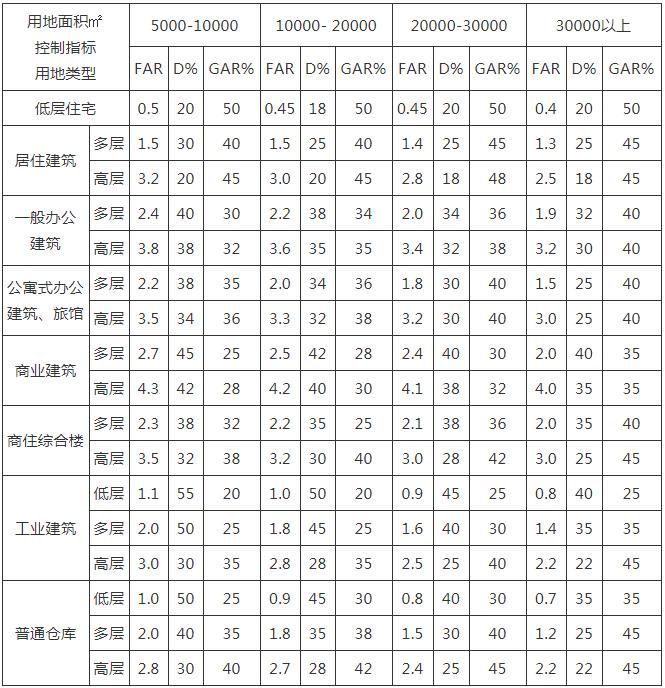 用地面积㎡ 5000-10000 10000- 20000 20000-30000 30000以上
控制指标
用地类型 FAR D% GAR% FAR D% GAR% FAR D% GAR% FAR D% GAR%
低层住宅 0.5 20 50 0.45 18 50 0.45 20 50 0.4 20 50
居住建筑 多层 1.5 30 40 1.5 25 40 1.4 25 45 1.3 25 45
高层 3.2 20 45 3.0 20 45 2.8 18 48 2.5 18 45
一般办公
建筑 多层 2.4 40 30 2.2 38 34 2.0 34 36 1.9 32 40
高层 3.8 38 32 3.6 35 35 3.4 32 38 3.2 30 40
公寓式办公
建筑、旅馆 多层 2.2 38 35 2.0 34 36 1.8 30 40 1.5 25 40
高层 3.5 34 36 3.3 32 38 3.2 30 40 3.0 25 40
商业建筑 多层 2.7 45 25 2.5 42 28 2.4 40 30 2.0 40 35
高层 4.3 42 28 4.2 40 30 4.1 38 32 4.0 35 35
商住综合楼 多层 2.3 38 32 2.2 35 25 2.1 38 36 2.0 35 40
高层 3.5 32 38 3.2 30 40 3.0 28 42 3.0 25 45
工业建筑 低层 1.1 55 20 1.0 50 20 0.9 45 25 0.8 40 25
多层 2.0 50 25 1.8 45 25 1.6 40 30 1.4 35 35
高层 3.0 30 35 2.8 28 35 2.5 25 40 2.2 22 45
普通仓库 低层 1.0 50 25 0.9 45 30 0.8 40 30 0.7 35 35
多层 2.0 40 35 1.8 35 38 1.5 30 40 1.2 25 45
高层 2.8 30 40 2.7 28 42 2.4 25 45 2.2 22 45